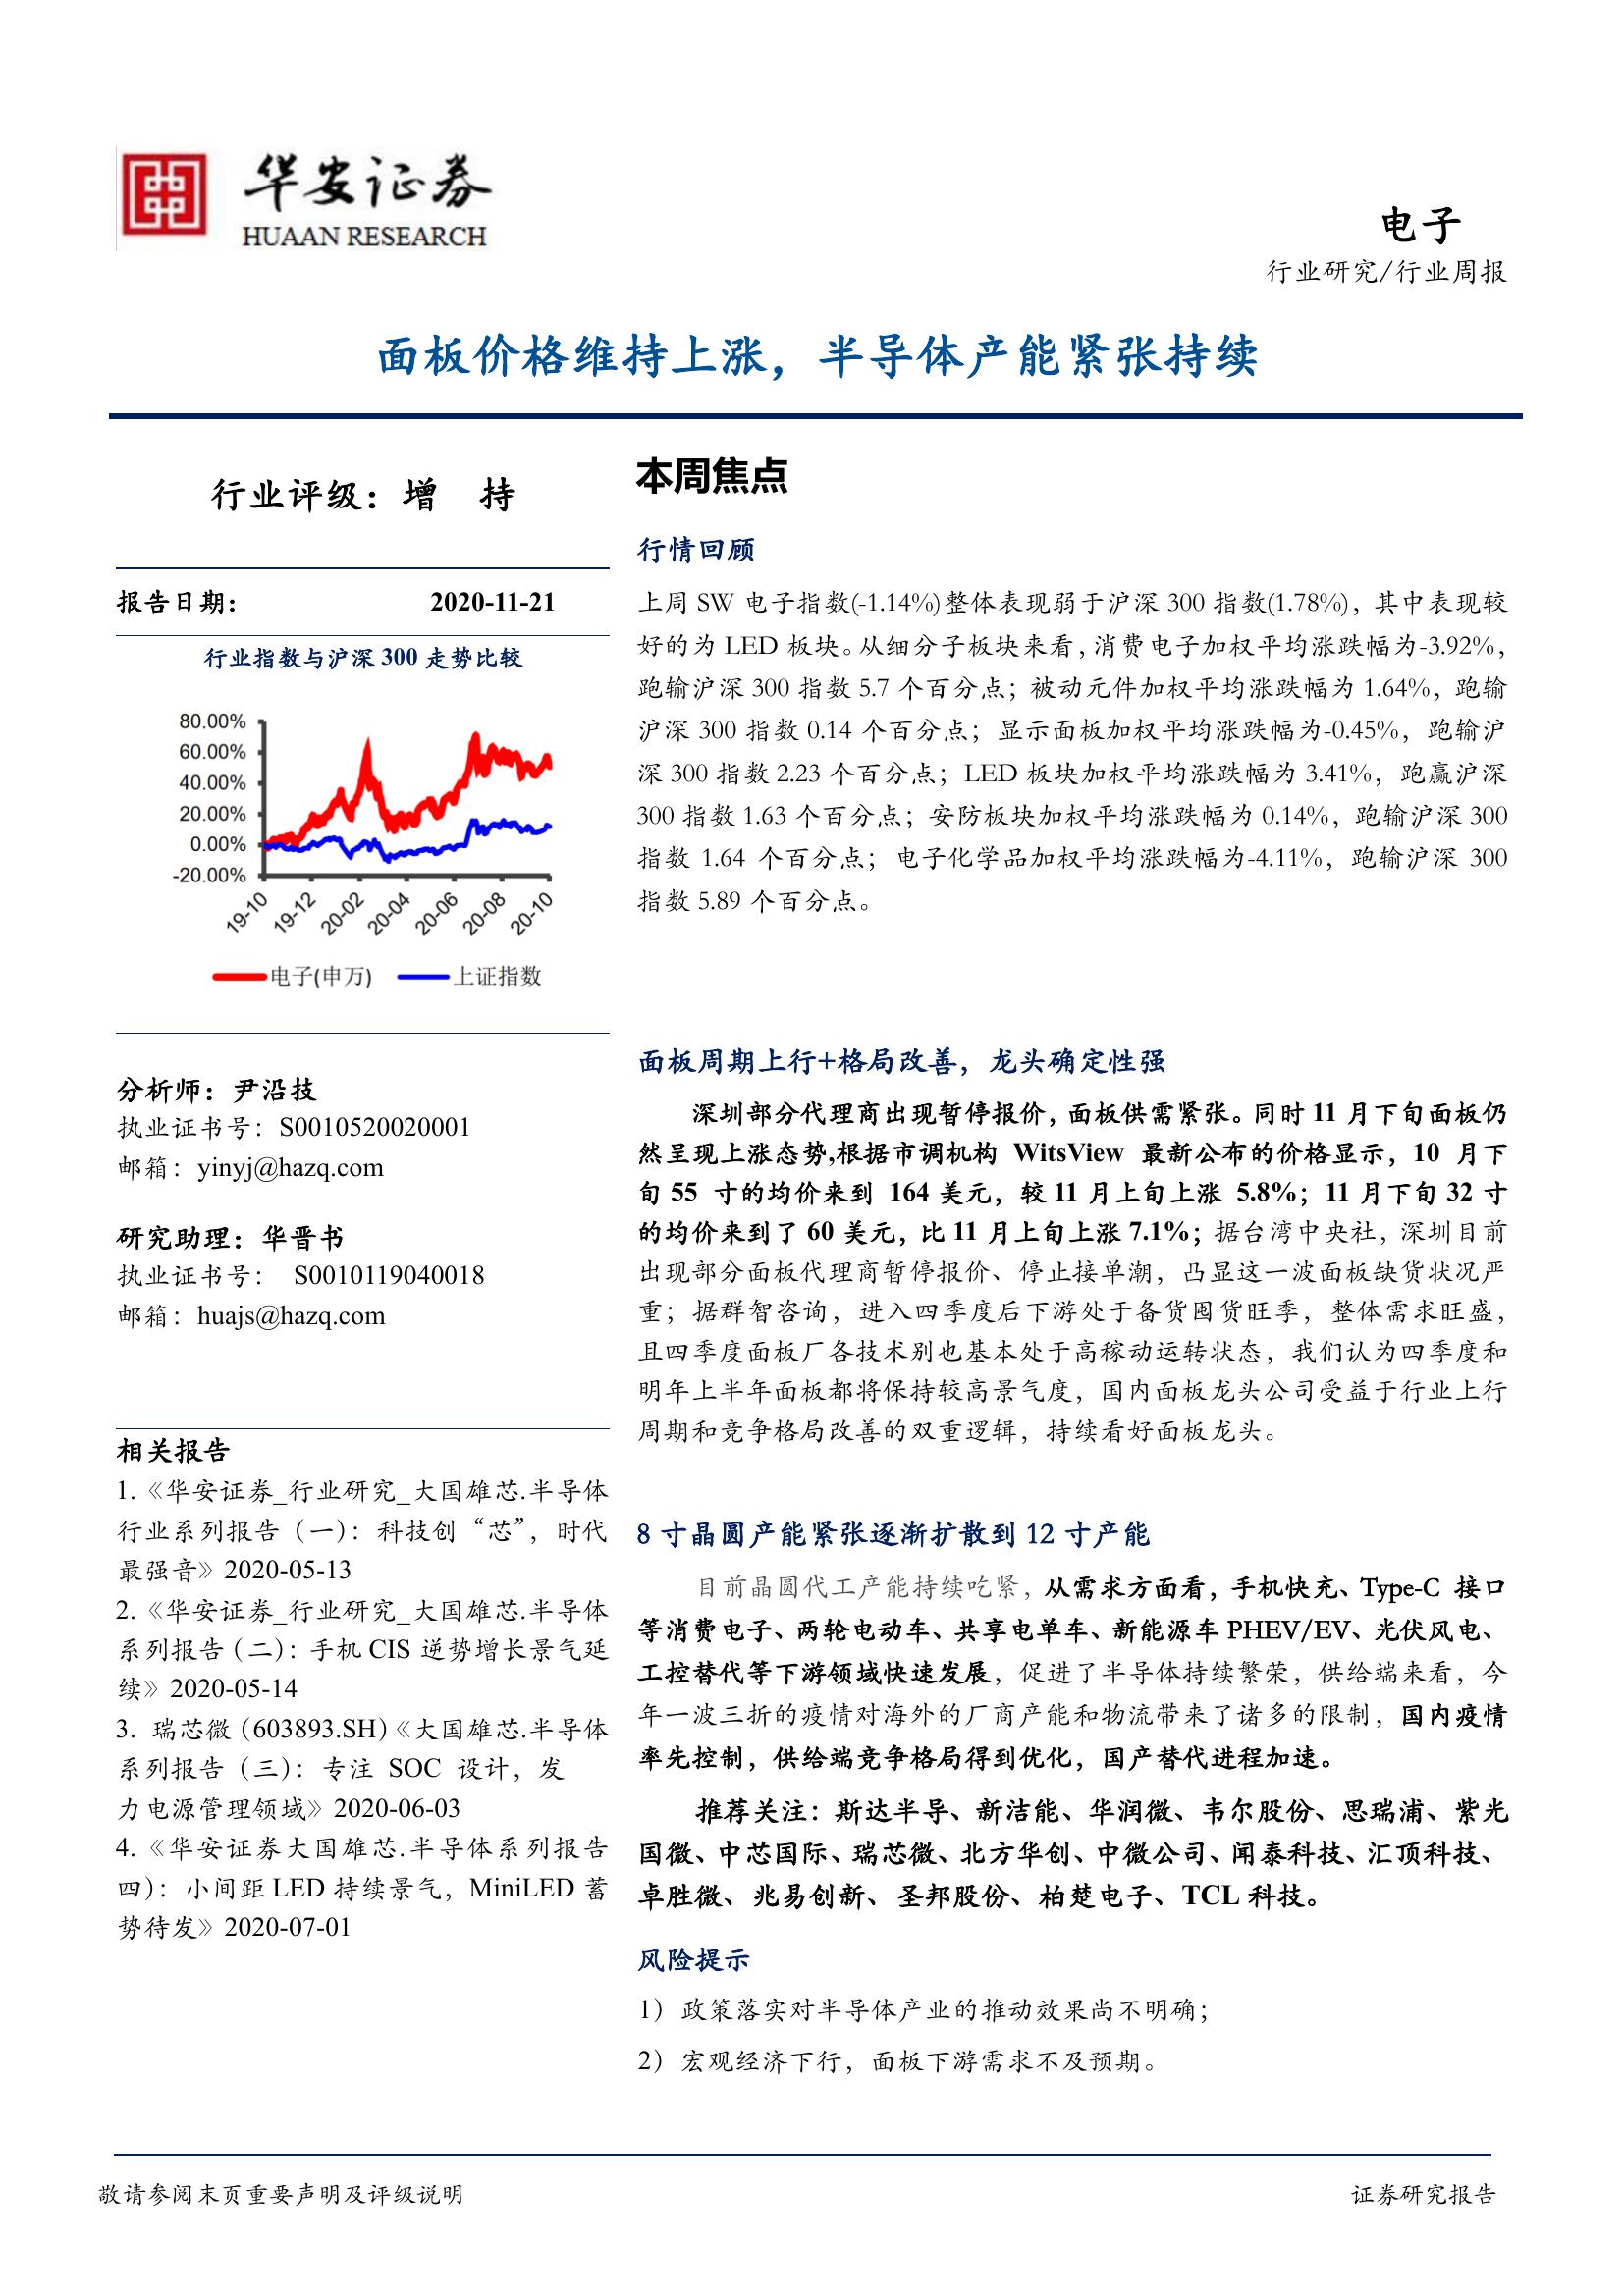 华安证券
HUAAN RESEARCH
电子
行业研究/行业周报
面板价格维持上涨，半导体产能紧张持续
行业评级：增 持
报告日期： 2020-11-21
行业指数与沪深 300 走势比较
80.00%
60.00%
40.00%
20.00%
0.00%
-20.00%
19-10
19-12
20-02
20-04
20-06
20-08
20-10
电子(申万) 上证指数
分析师：尹沿技
执业证书号：S0010520020001
邮箱：yinyj@hazq.com
研究助理：华晋书
执业证书号： S0010119040018
邮箱：huajs@hazq.com
相关报告
1.《华安证券_行业研究_大国雄芯.半导体
行业系列报告（一）：科技创“芯”，时代
最强音》2020-05-13
2.《华安证券_行业研究_大国雄芯.半导体
系列报告（二）：手机 CIS 逆势增长景气延
续》2020-05-14
3. 瑞芯微（603893.SH）《大国雄芯.半导体
系列报告（三）：专注 SOC 设计，发
力电源管理领域》2020-06-03
4.《华安证券大国雄芯.半导体系列报告
四）：小间距 LED 持续景气，MiniLED 蓄
势待发》2020-07-01
本周焦点
行情回顾
上周 SW 电子指数(-1.14%)整体表现弱于沪深 300 指数(1.78%)，其中表现较
好的为 LED 板块。从细分子板块来看，消费电子加权平均涨跌幅为-3.92%，
跑输沪深 300 指数 5.7 个百分点；被动元件加权平均涨跌幅为 1.64%，跑输
沪深 300 指数 0.14 个百分点；显示面板加权平均涨跌幅为-0.45%，跑输沪
深 300 指数 2.23 个百分点；LED 板块加权平均涨跌幅为 3.41%，跑赢沪深
300 指数 1.63 个百分点；安防板块加权平均涨跌幅为 0.14%，跑输沪深 300
指数 1.64 个百分点；电子化学品加权平均涨跌幅为-4.11%，跑输沪深 300
指数 5.89 个百分点。
面板周期上行+格局改善，龙头确定性强
深圳部分代理商出现暂停报价，面板供需紧张。同时 11 月下旬面板仍
然呈现上涨态势,根据市调机构 WitsView 最新公布的价格显示，10 月下
旬 55 寸的均价来到 164 美元，较 11 月上旬上涨 5.8%；11 月下旬 32 寸
的均价来到了 60 美元，比 11 月上旬上涨 7.1%；据台湾中央社，深圳目前
出现部分面板代理商暂停报价、停止接单潮，凸显这一波面板缺货状况严
重；据群智咨询，进入四季度后下游处于备货囤货旺季，整体需求旺盛，
且四季度面板厂各技术别也基本处于高稼动运转状态，我们认为四季度和
明年上半年面板都将保持较高景气度，国内面板龙头公司受益于行业上行
周期和竞争格局改善的双重逻辑，持续看好面板龙头。
8 寸晶圆产能紧张逐渐扩散到 12 寸产能
目前晶圆代工产能持续吃紧，从需求方面看，手机快充、Type-C 接口
等消费电子、两轮电动车、共享电单车、新能源车 PHEV/EV、光伏风电、
工控替代等下游领域快速发展，促进了半导体持续繁荣，供给端来看，今
年一波三折的疫情对海外的厂商产能和物流带来了诸多的限制，国内疫情
率先控制，供给端竞争格局得到优化，国产替代进程加速。
推荐关注：斯达半导、新洁能、华润微、韦尔股份、思瑞浦、紫光
国微、中芯国际、瑞芯微、北方华创、中微公司、闻泰科技、汇顶科技、
卓胜微、兆易创新、圣邦股份、柏楚电子、TCL 科技。
风险提示
1）政策落实对半导体产业的推动效果尚不明确；
2）宏观经济下行，面板下游需求不及预期。
敬请参阅末页重要声明及评级说明 证券研究报告